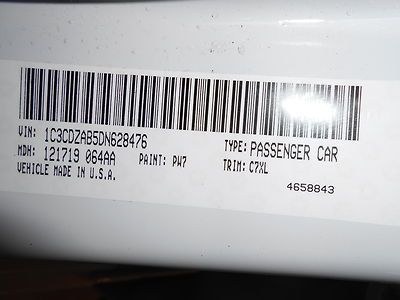 VIN: 1C3CDZAB5DN628476 TYPE: PASSENGER CAR
MDH: 121719 064AA PAINT: PW7 TRIM: C7XL
VEHICLE MADE IN U.S.A.
4658843